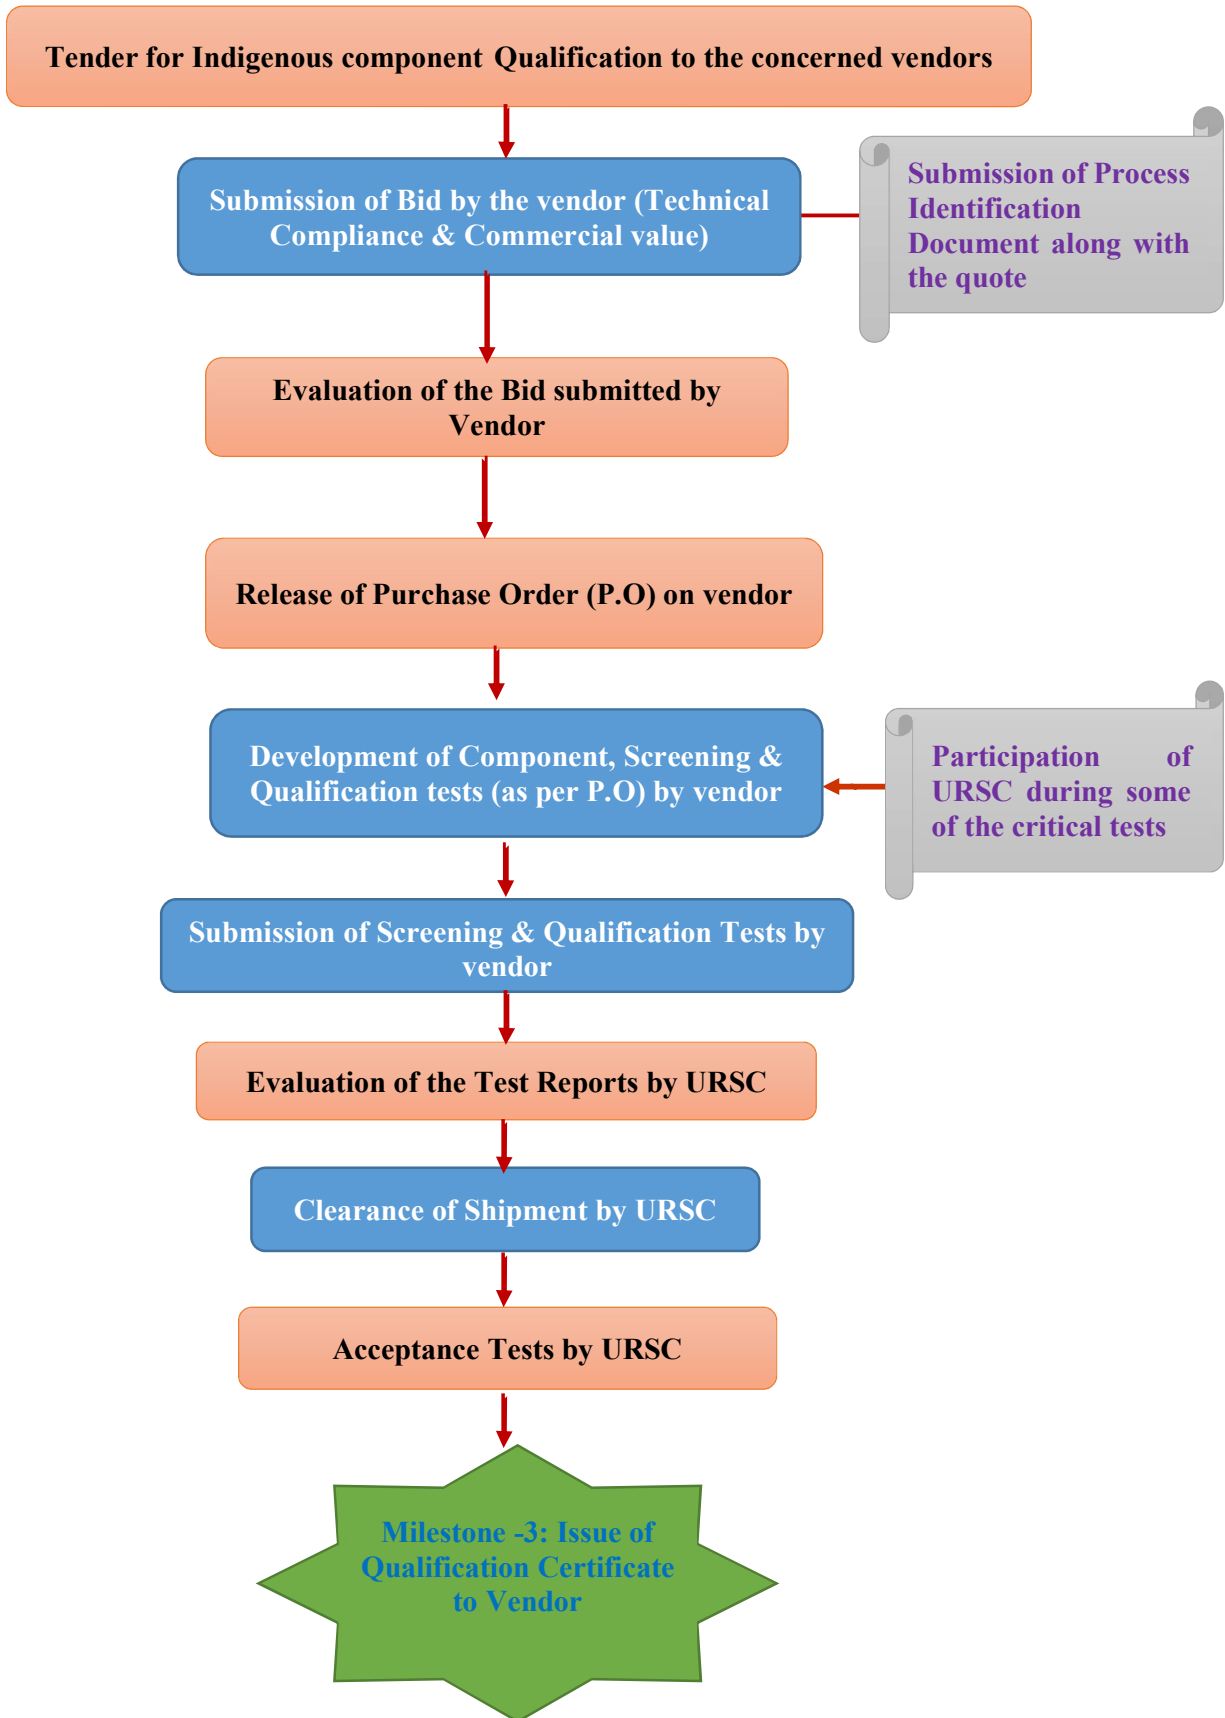 Tender for Indigenous component Qualification to the concerned vendors
Submission of Bid by the vendor (Technical
Compliance & Commercial value)
Submission of Process
Identification
Document along with
the quote
Evaluation of the Bid submitted by
Vendor
Release of Purchase Order (P.O) on vendor
Development of Component, Screening &
Qualification tests (as per P.O) by vendor
Participation of
URSC during some
of the critical tests
Submission of Screening & Qualification Tests by
vendor
Evaluation of the Test Reports by URSC
Clearance of Shipment by URSC
Acceptance Tests by URSC
Milestone -3: Issue of
Qualification Certificate
to Vendor